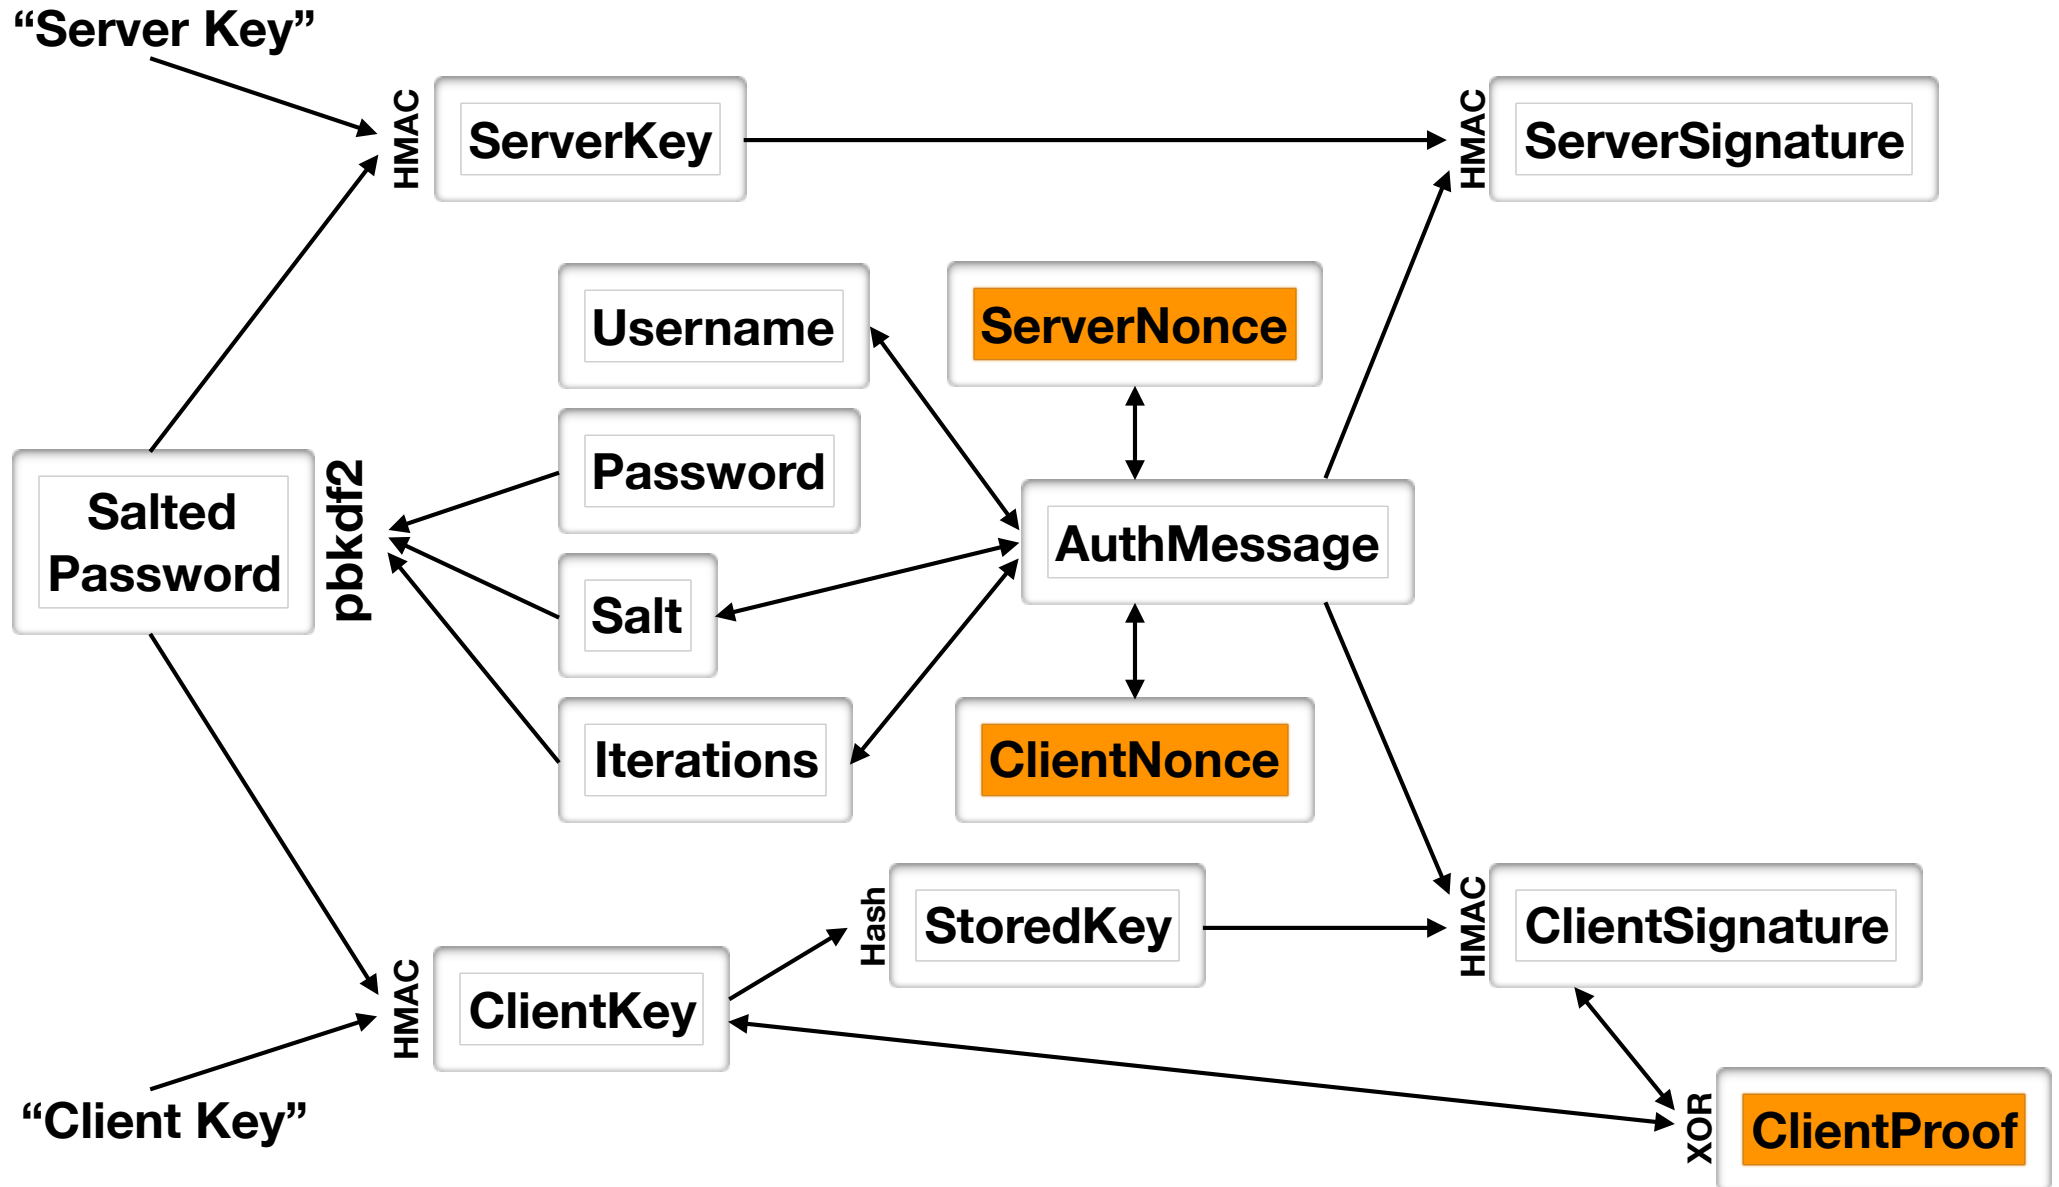 “Server Key”
HMAC
ServerKey
HMAC
ServerSignature
Username
ServerNonce
Password
Salted
Password
pbkdf2
AuthMessage
Salt
Iterations
ClientNonce
Hash
StoredKey
HMAC
ClientSignature
HMAC
ClientKey
“Client Key”
XOR
ClientProof